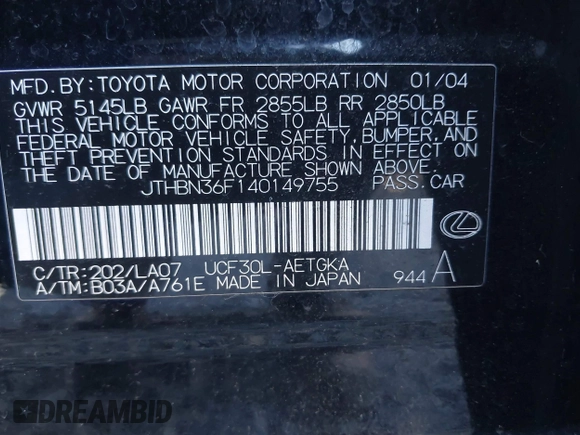 MFD. BY: TOYOTA MOTOR CORPORATION 01/04
GVWR 5145LB GAWR FR 2855LB RR 2850LB
THIS VEHICLE CONFORMS TO ALL APPLICABLE
FEDERAL MOTOR VEHICLE SAFETY, BUMPER, AND
THEFT PREVENTION STANDARDS IN EFFECT ON
THE DATE OF MANUFACTURE SHOWN ABOVE.
JTHBN36F140149755 PASS. CAR
C/TR: 202/LA07 UCF30L-AETGKA
A/TM: B03A/A761E MADE IN JAPAN 944 A
DREAMBID